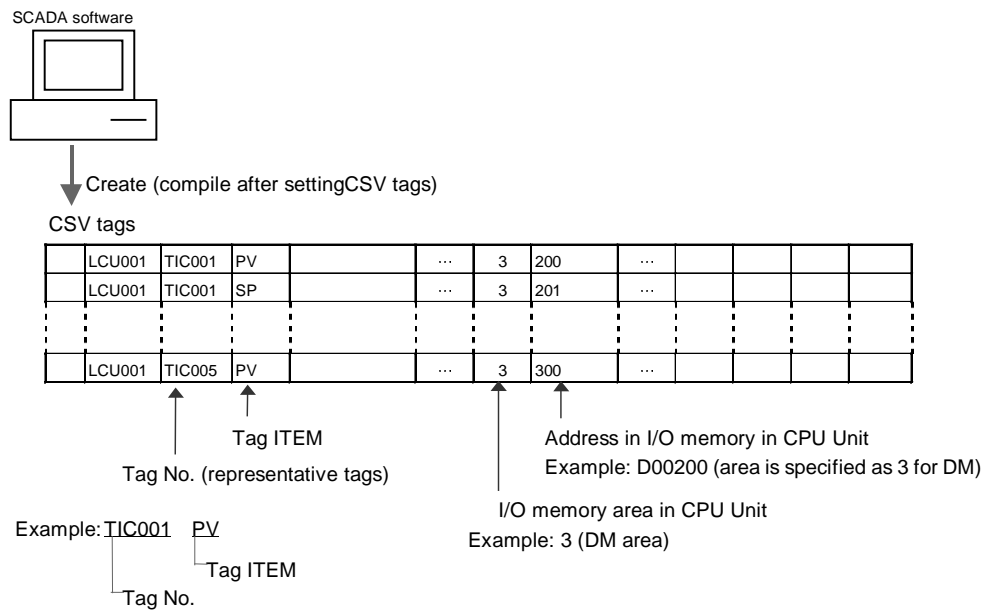 SCADA software
Create (compile after settingCSV tags)
CSV tags
LCU001 TIC001 PV ... 3 200 ...
LCU001 TIC001 SP ... 3 201 ...
LCU001 TIC005 PV ... 3 300 ...
Tag ITEM
Tag No. (representative tags)
Address in I/O memory in CPU Unit
Example: D00200 (area is specified as 3 for DM)
I/O memory area in CPU Unit
Example: 3 (DM area)
Example: TIC001 PV
Tag ITEM
Tag No.